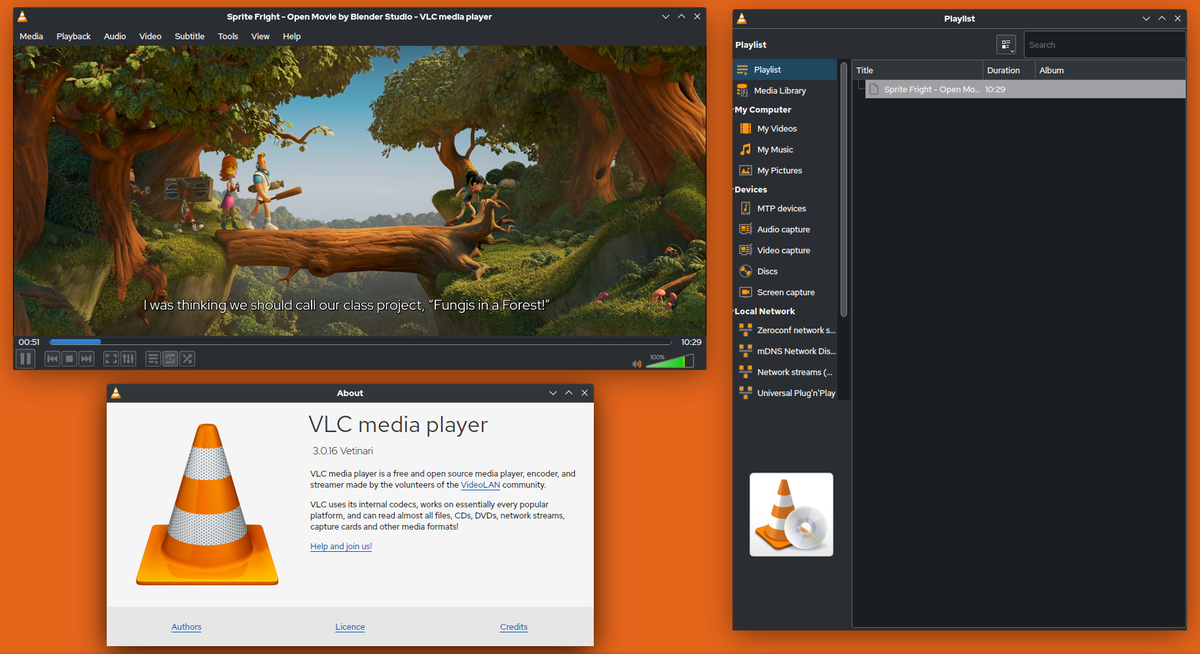 Sprite Fright - Open Movie by Blender Studio - VLC media player
Media Playback Audio Video Subtitle Tools View Help
I was thinking we should call our class project, “Fungis in a Forest!”
00:51 10:29
100%
About
VLC media player
3.0.16 Vetinari
VLC media player is a free and open source media player, encoder, and
streamer made by the volunteers of the VideoLAN community.
VLC uses its internal codecs, works on essentially every popular
platform, and can read almost all files, CDs, DVDs, network streams,
capture cards and other media formats!
Help and join us!
Authors Licence Credits
Playlist
Playlist Search
Playlist
Media Library
My Computer
My Videos
My Music
My Pictures
Devices
MTP devices
Audio capture
Video capture
Discs
Screen capture
Local Network
Zeroconf network s...
mDNS Network Dis...
Network streams (...
Universal Plug'n'Play
Title Duration Album
Sprite Fright - Open Mo... 10:29